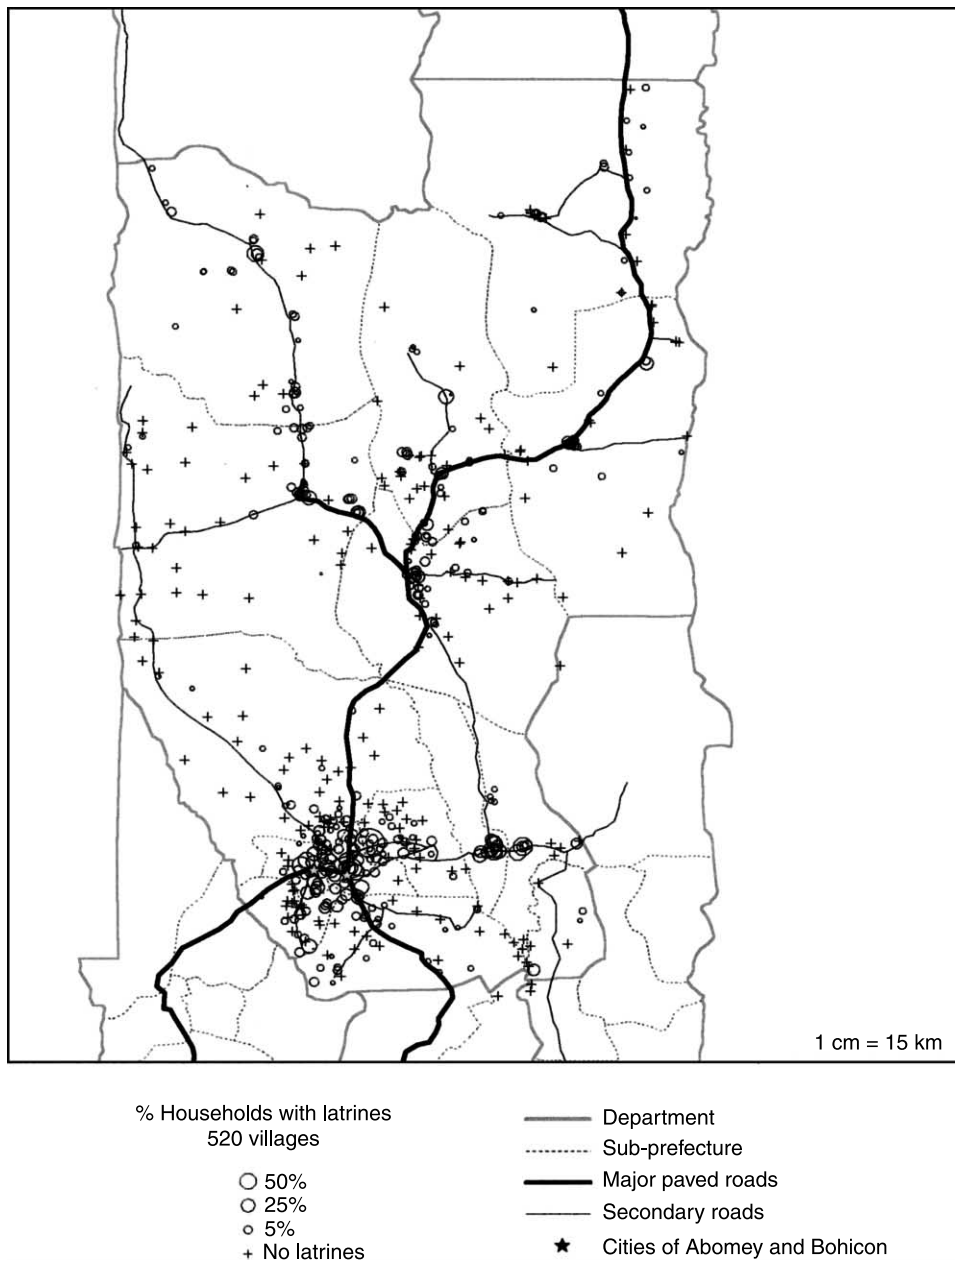 1 cm = 15 km
% Households with latrines
520 villages
50%
25%
5%
No latrines
Department
Sub-prefecture
Major paved roads
Secondary roads
Cities of Abomey and Bohicon